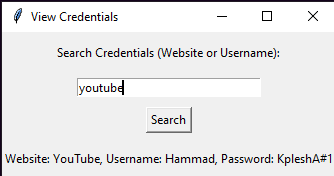 View Credentials
Search Credentials (Website or Username):
youtube
Search
Website: YouTube, Username: Hammad, Password: KpleshA#1